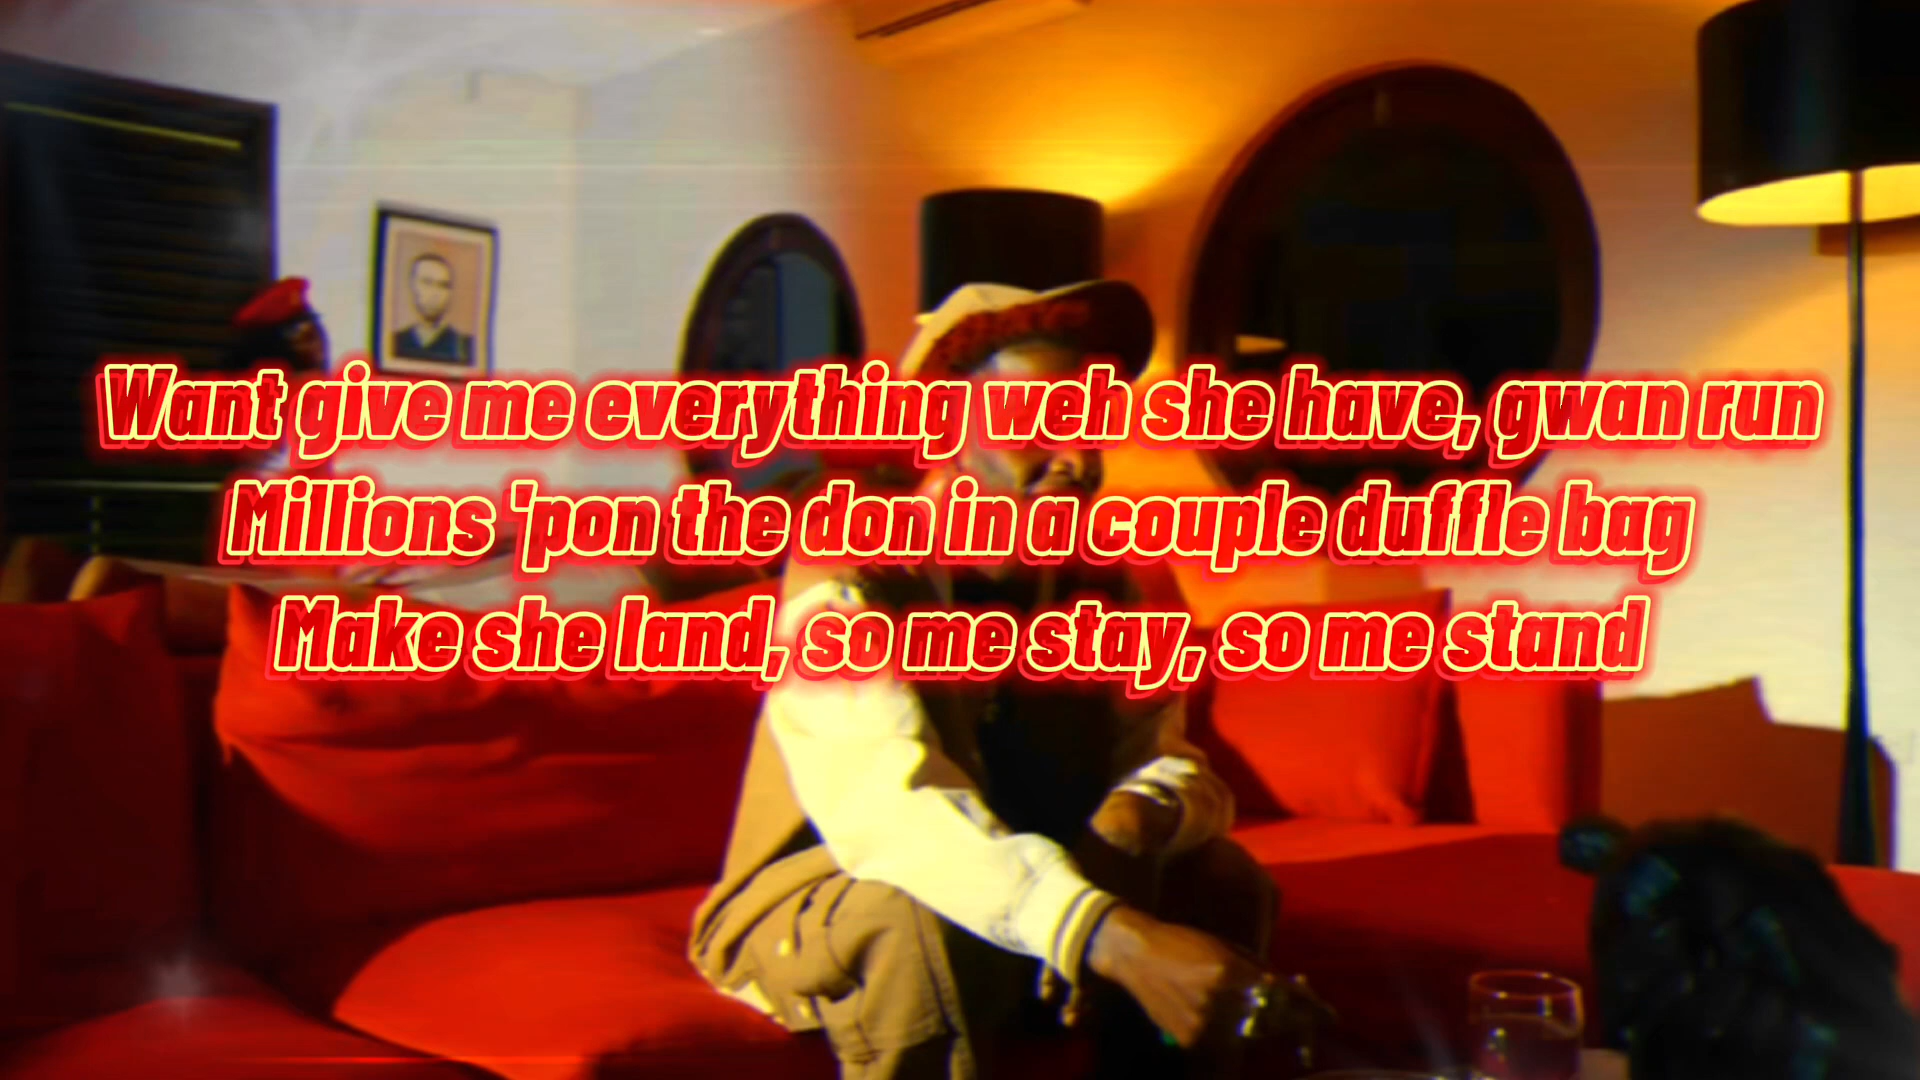 Want give me everything weh she have, gwan run
Millions 'pon the don in a couple duffle bag
Make she land, so me stay, so me stand